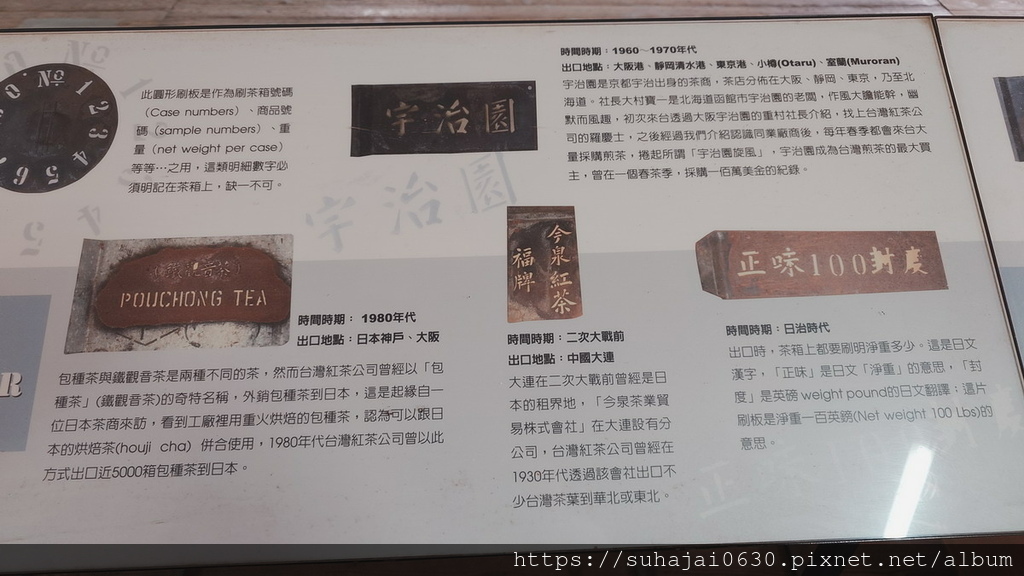 No 1 2 3 4 5 6 0
此圓形刷板是作為刷茶箱號碼
（Case numbers）、商品號
碼（sample numbers）、重
量（net weight per case）
等等…之用，這類明細數字必
須明記在茶箱上，缺一不可。
宇治園
宇治園
時間時期：1960~1970年代
出口地點：大阪港、靜岡清水港、東京港、小樽(Otaru)、室蘭(Muroran)
宇治園是京都宇治出身的茶商，茶店分佈在大阪、靜岡、東京，乃至北
海道。社長大村寶一是北海道函館市宇治園的老闆，作風大膽能幹，幽
默而風趣，初次來台透過大阪宇治園的重村社長介紹，找上台灣紅茶公
司的羅慶士，之後經過我們介紹認識同業廠商後，每年春季都會來台大
量採購煎茶，捲起所謂「宇治園旋風」，宇治園成為台灣煎茶的最大買
主，曾在一個春茶季，採購一佰萬美金的紀錄。
POUCHONG TEA
時間時期： 1980年代
出口地點：日本神戶、大阪
包種茶與鐵觀音茶是兩種不同的茶，然而台灣紅茶公司曾經以「包
種茶」(鐵觀音茶)的奇特名稱，外銷包種茶到日本，這是起緣自一
位日本茶商來訪，看到工廠裡用重火烘焙的包種茶，認為可以跟日
本的烘焙茶(houji cha) 併合使用，1980年代台灣紅茶公司曾以此
方式出口近5000箱包種茶到日本。
今泉紅茶
福牌
時間時期：二次大戰前
出口地點：中國大連
大連在二次大戰前曾經是日
本的租界地，「今泉茶業貿
易株式會社」在大連設有分
公司，台灣紅茶公司曾經在
1930年代透過該會社出口不
少台灣茶葉到華北或東北。
正味100封度
時間時期：日治時代
出口時，茶箱上都要刷明淨重多少。這是日文
漢字，「正味」是日文「淨重」的意思，「封
度」是英磅 weight pound的日文翻譯；這片
刷板是淨重一百英磅(Net weight 100 Lbs)的
意思。
R
https://suhajai0630.pixnet.net/album